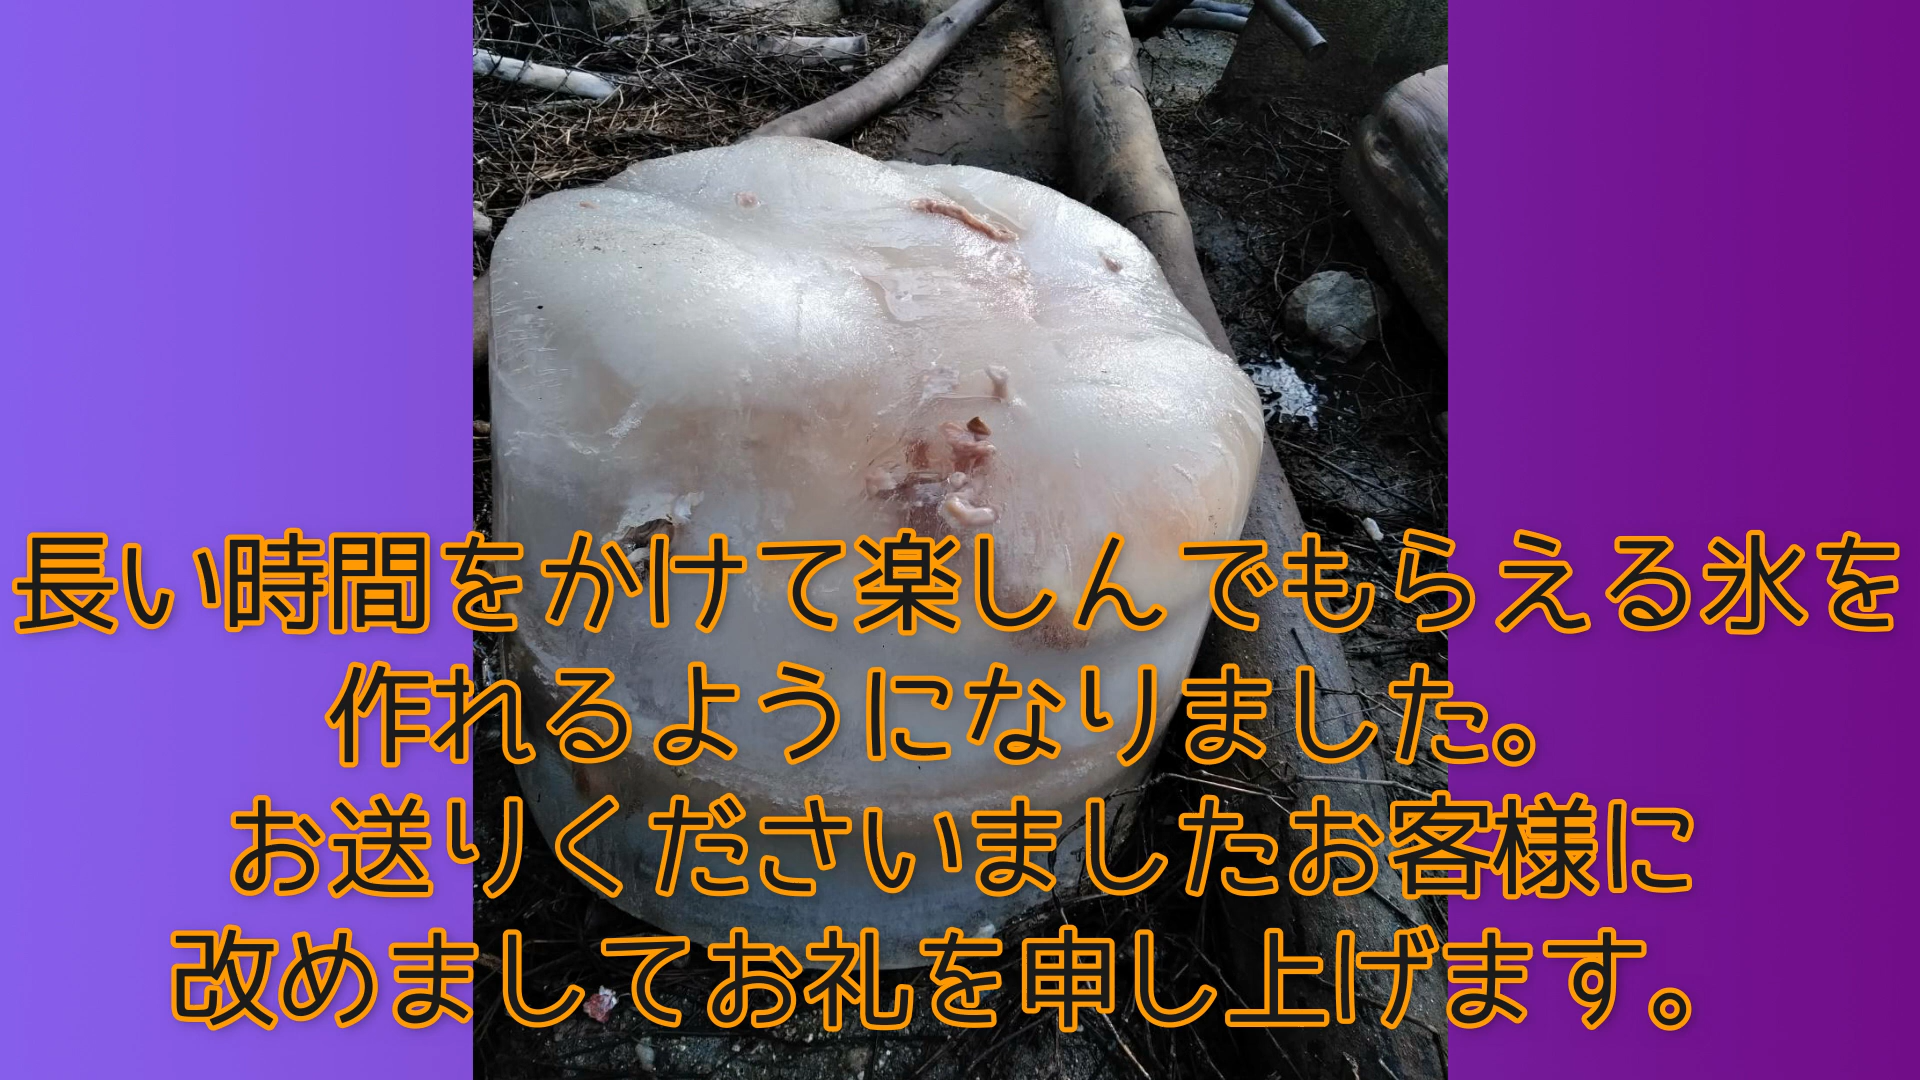 長い時間をかけて楽しんでもらえる氷を
作れるようになりました。
お送りくださいましたお客様に
改めましてお礼を申し上げます。